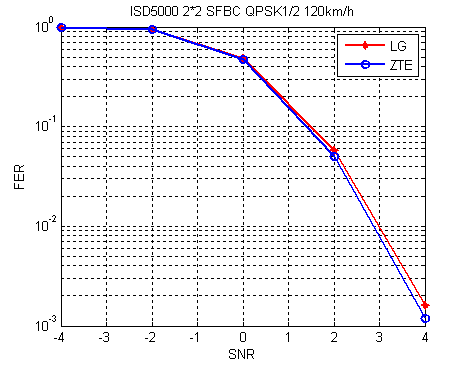 ISD5000 2*2 SFBC QPSK1/2 120km/h
10^0
LG
ZTE
10^-1
FER
10^-2
10^-3
-4 -3 -2 -1 0 1 2 3 4
SNR